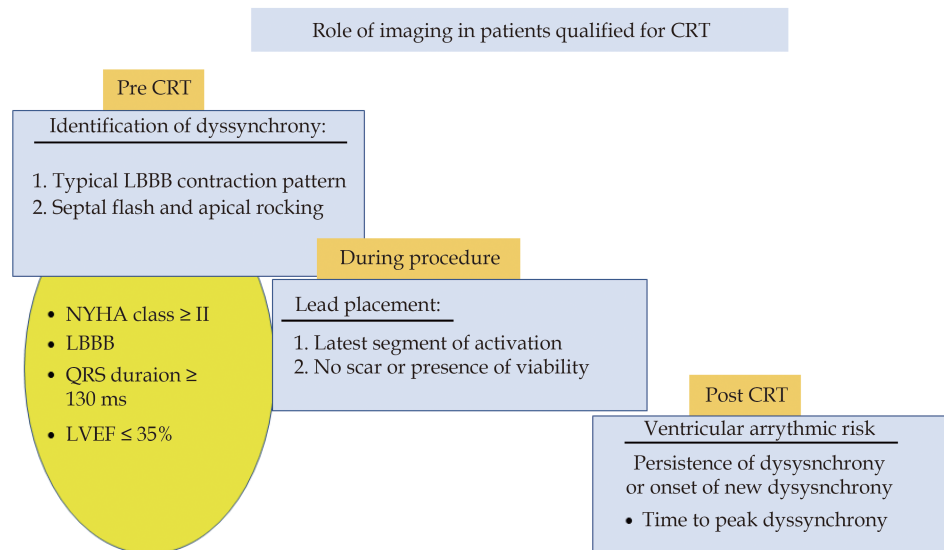 Role of imaging in patients qualified for CRT
Pre CRT
Identification of dyssynchrony:
1. Typical LBBB contraction pattern
2. Septal flash and apical rocking
• NYHA class ≥ II
• LBBB
• QRS duraion ≥
130 ms
• LVEF ≤ 35%
During procedure
Lead placement:
1. Latest segment of activation
2. No scar or presence of viability
Post CRT
Ventricular arrythmic risk
Persistence of dysysnchrony
or onset of new dysysnchrony
• Time to peak dyssynchrony